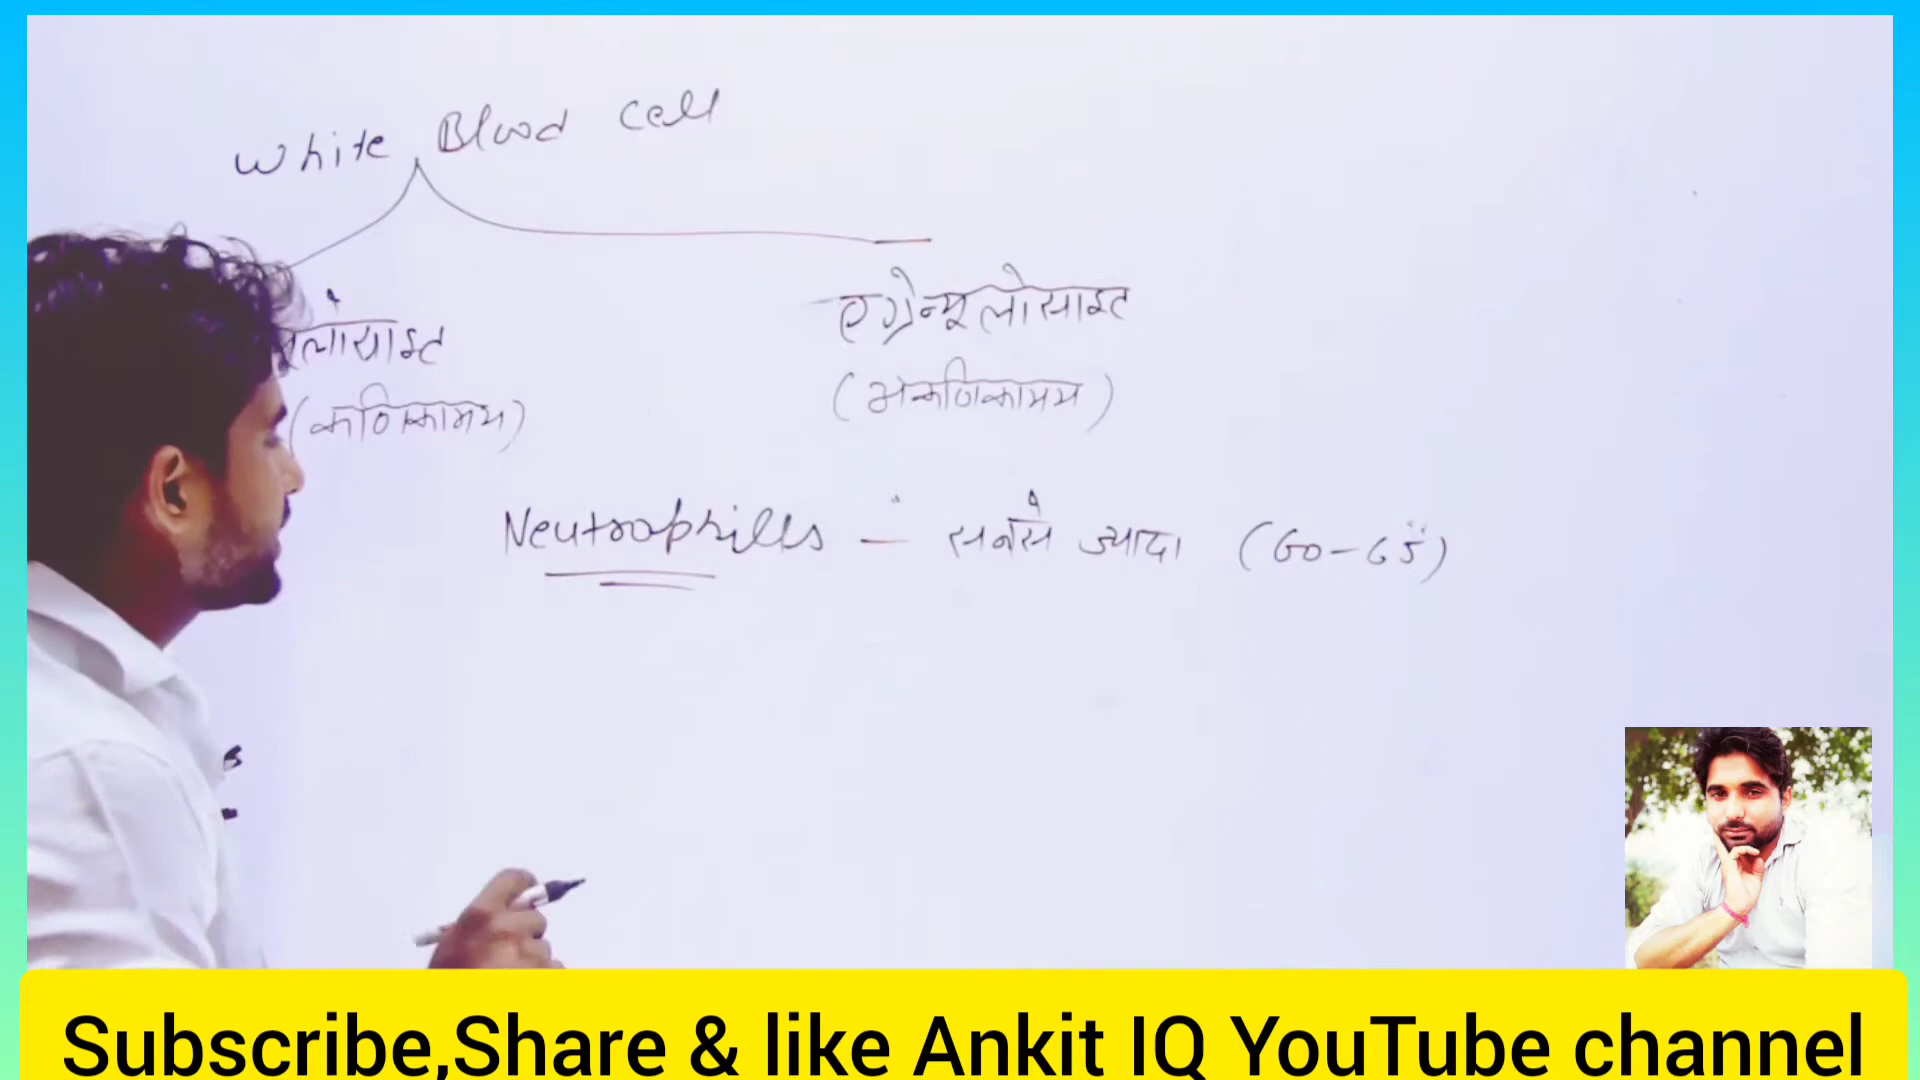 White Blood Cell
लोसाइट
एग्रेन्यूलोसाइट
(कणिकामय)
(अकणिकामय)
Neutrophills - सबसे ज्यादा (60-65)
Subscribe,Share & like Ankit IQ YouTube channel